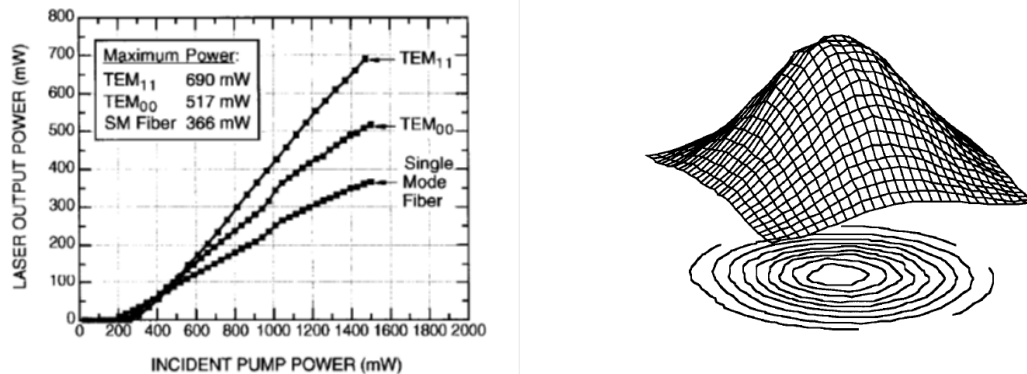 800
700
600
500
400
300
200
100
0
LASER OUTPUT POWER (mW)
Maximum Power:
TEM₁₁ 690 mW
TEM₀₀ 517 mW
SM Fiber 366 mW
TEM₁₁
TEM₀₀
Single
Mode
Fiber
0 200 400 600 800 1000 1200 1400 1600 1800 2000
INCIDENT PUMP POWER (mW)